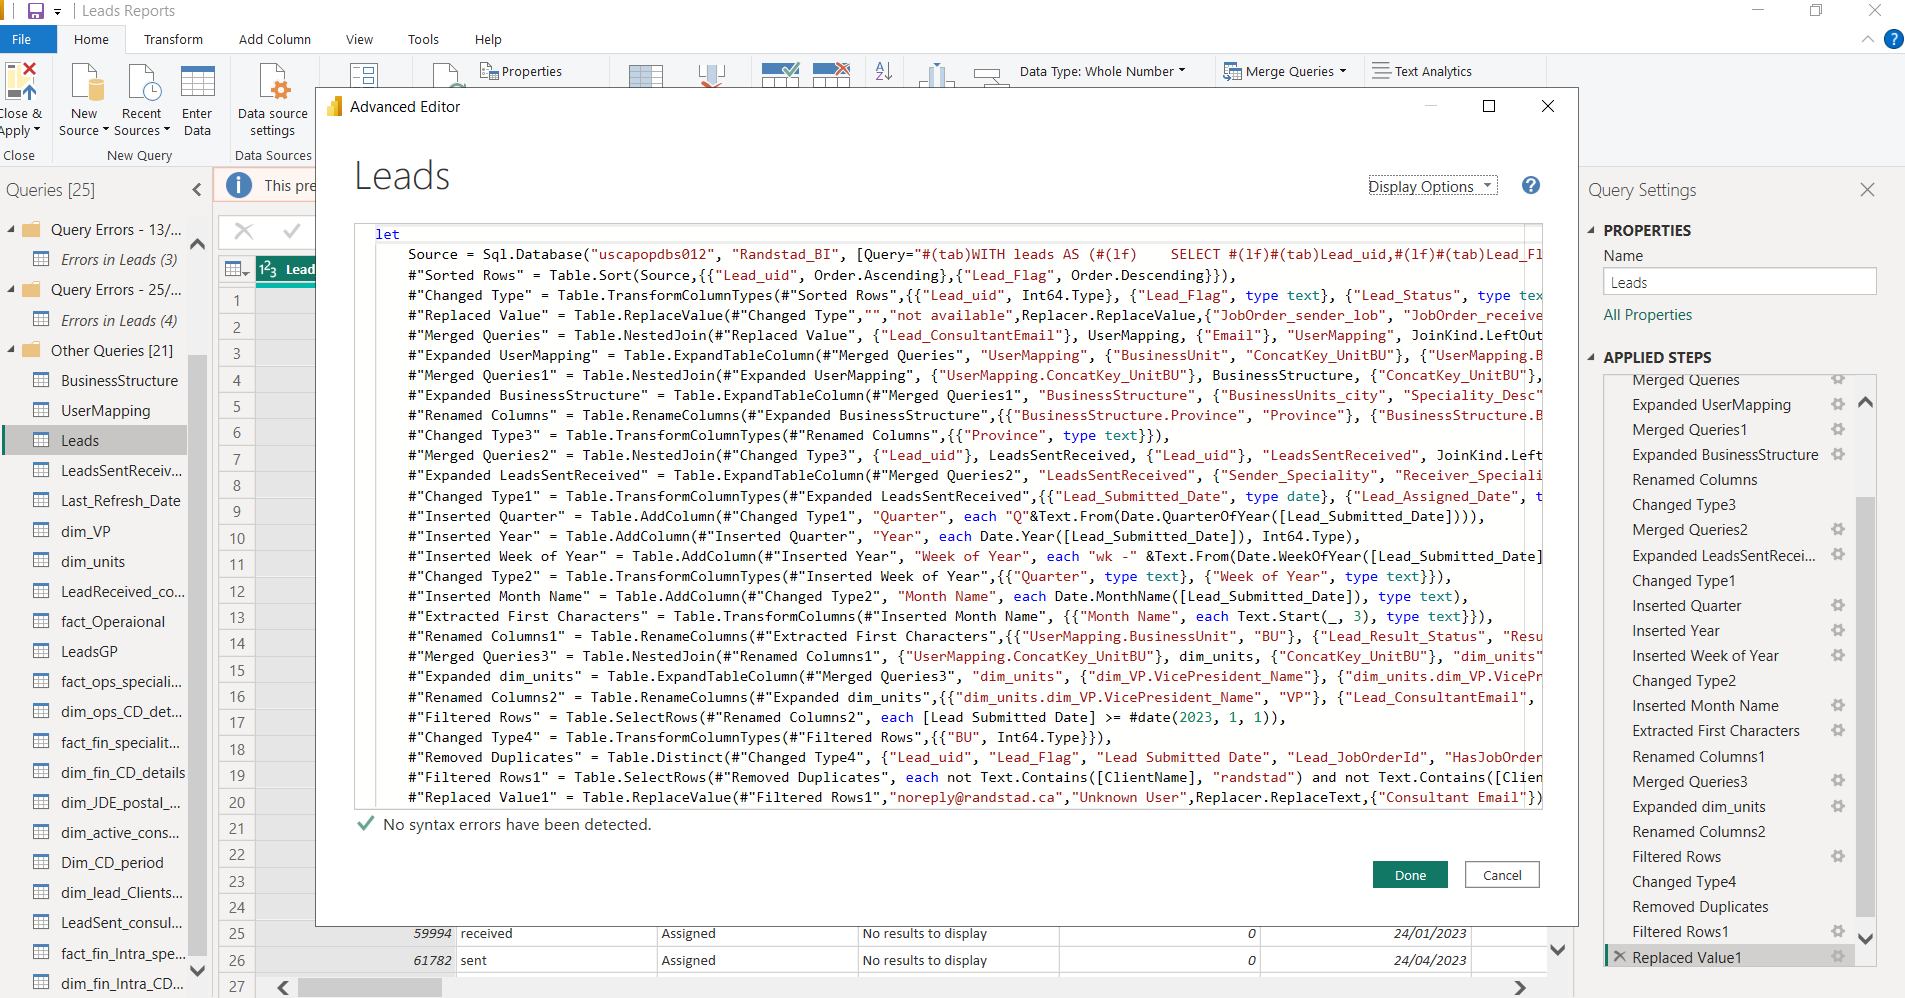 Leads Reports
File
Home
Transform
Add Column
View
Tools
Help
Close &
Apply
Close
New
Source
Recent
Sources
Enter
Data
New Query
Data source
settings
Data Sources
Properties
Data Type: Whole Number
Merge Queries
Text Analytics
Queries [25]
Query Errors - 13/...
Errors in Leads (3)
Query Errors - 25/...
Errors in Leads (4)
Other Queries [21]
BusinessStructure
UserMapping
Leads
LeadsSentReceiv...
Last_Refresh_Date
dim_VP
dim_units
LeadReceived_co...
fact_Operaional
LeadsGP
fact_ops_speciali...
dim_ops_CD_det...
fact_fin_specialit...
dim_fin_CD_details
dim_JDE_postal_...
dim_active_cons...
Dim_CD_period
dim_lead_Clients...
LeadSent_consul...
fact_fin_Intra_spe...
dim_fin_Intra_CD...
This pre
1²3 Lead
1
2
3
4
5
6
7
8
9
10
11
12
13
14
15
16
17
18
19
20
21
22
23
24
25 59994 received Assigned No results to display 0 24/01/2023
26 61782 sent Assigned No results to display 0 24/04/2023
27
Advanced Editor
Leads
Display Options
let
Source = Sql.Database("uscapopdbs012", "Randstad_BI", [Query="#(tab)WITH leads AS (#(lf)    SELECT #(lf)#(tab)Lead_uid,#(lf)#(tab)Lead_Fl
#"Sorted Rows" = Table.Sort(Source,{{"Lead_uid", Order.Ascending},{"Lead_Flag", Order.Descending}}),
#"Changed Type" = Table.TransformColumnTypes(#"Sorted Rows",{{"Lead_uid", Int64.Type}, {"Lead_Flag", type text}, {"Lead_Status", type tex
#"Replaced Value" = Table.ReplaceValue(#"Changed Type","","not available",Replacer.ReplaceValue,{"JobOrder_sender_lob", "JobOrder_receive
#"Merged Queries" = Table.NestedJoin(#"Replaced Value", {"Lead_ConsultantEmail"}, UserMapping, {"Email"}, "UserMapping", JoinKind.LeftOut
#"Expanded UserMapping" = Table.ExpandTableColumn(#"Merged Queries", "UserMapping", {"BusinessUnit", "ConcatKey_UnitBU"}, {"UserMapping.B
#"Merged Queries1" = Table.NestedJoin(#"Expanded UserMapping", {"UserMapping.ConcatKey_UnitBU"}, BusinessStructure, {"ConcatKey_UnitBU"},
#"Expanded BusinessStructure" = Table.ExpandTableColumn(#"Merged Queries1", "BusinessStructure", {"BusinessUnits_city", "Speciality_Desc"
#"Renamed Columns" = Table.RenameColumns(#"Expanded BusinessStructure",{{"BusinessStructure.Province", "Province"}, {"BusinessStructure.B
#"Changed Type3" = Table.TransformColumnTypes(#"Renamed Columns",{{"Province", type text}}),
#"Merged Queries2" = Table.NestedJoin(#"Changed Type3", {"Lead_uid"}, LeadsSentReceived, {"Lead_uid"}, "LeadsSentReceived", JoinKind.Left
#"Expanded LeadsSentReceived" = Table.ExpandTableColumn(#"Merged Queries2", "LeadsSentReceived", {"Sender_Speciality", "Receiver_Speciali
#"Changed Type1" = Table.TransformColumnTypes(#"Expanded LeadsSentReceived",{{"Lead_Submitted_Date", type date}, {"Lead_Assigned_Date", t
#"Inserted Quarter" = Table.AddColumn(#"Changed Type1", "Quarter", each "Q"&Text.From(Date.QuarterOfYear([Lead_Submitted_Date]))),
#"Inserted Year" = Table.AddColumn(#"Inserted Quarter", "Year", each Date.Year([Lead_Submitted_Date]), Int64.Type),
#"Inserted Week of Year" = Table.AddColumn(#"Inserted Year", "Week of Year", each "wk -" &Text.From(Date.WeekOfYear([Lead_Submitted_Date]
#"Changed Type2" = Table.TransformColumnTypes(#"Inserted Week of Year",{{"Quarter", type text}, {"Week of Year", type text}}),
#"Inserted Month Name" = Table.AddColumn(#"Changed Type2", "Month Name", each Date.MonthName([Lead_Submitted_Date]), type text),
#"Extracted First Characters" = Table.TransformColumns(#"Inserted Month Name", {{"Month Name", each Text.Start(_, 3), type text}}),
#"Renamed Columns1" = Table.RenameColumns(#"Extracted First Characters",{{"UserMapping.BusinessUnit", "BU"}, {"Lead_Result_Status", "Resu
#"Merged Queries3" = Table.NestedJoin(#"Renamed Columns1", {"UserMapping.ConcatKey_UnitBU"}, dim_units, {"ConcatKey_UnitBU"}, "dim_units"
#"Expanded dim_units" = Table.ExpandTableColumn(#"Merged Queries3", "dim_units", {"dim_VP.VicePresident_Name"}, {"dim_units.dim_VP.VicePr
#"Renamed Columns2" = Table.RenameColumns(#"Expanded dim_units",{{"dim_units.dim_VP.VicePresident_Name", "VP"}, {"Lead_ConsultantEmail",
#"Filtered Rows" = Table.SelectRows(#"Renamed Columns2", each [Lead Submitted Date] >= #date(2023, 1, 1)),
#"Changed Type4" = Table.TransformColumnTypes(#"Filtered Rows",{{"BU", Int64.Type}}),
#"Removed Duplicates" = Table.Distinct(#"Changed Type4", {"Lead_uid", "Lead_Flag", "Lead Submitted Date", "Lead_JobOrderId", "HasJobOrder
#"Filtered Rows1" = Table.SelectRows(#"Removed Duplicates", each not Text.Contains([ClientName], "randstad") and not Text.Contains([Clien
#"Replaced Value1" = Table.ReplaceValue(#"Filtered Rows1","noreply@randstad.ca","Unknown User",Replacer.ReplaceText,{"Consultant Email"})
No syntax errors have been detected.
Done
Cancel
Query Settings
PROPERTIES
Name
Leads
All Properties
APPLIED STEPS
Merged Queries
Expanded UserMapping
Merged Queries1
Expanded BusinessStructure
Renamed Columns
Changed Type3
Merged Queries2
Expanded LeadsSentRecei...
Changed Type1
Inserted Quarter
Inserted Year
Inserted Week of Year
Changed Type2
Inserted Month Name
Extracted First Characters
Renamed Columns1
Merged Queries3
Expanded dim_units
Renamed Columns2
Filtered Rows
Changed Type4
Removed Duplicates
Filtered Rows1
Replaced Value1